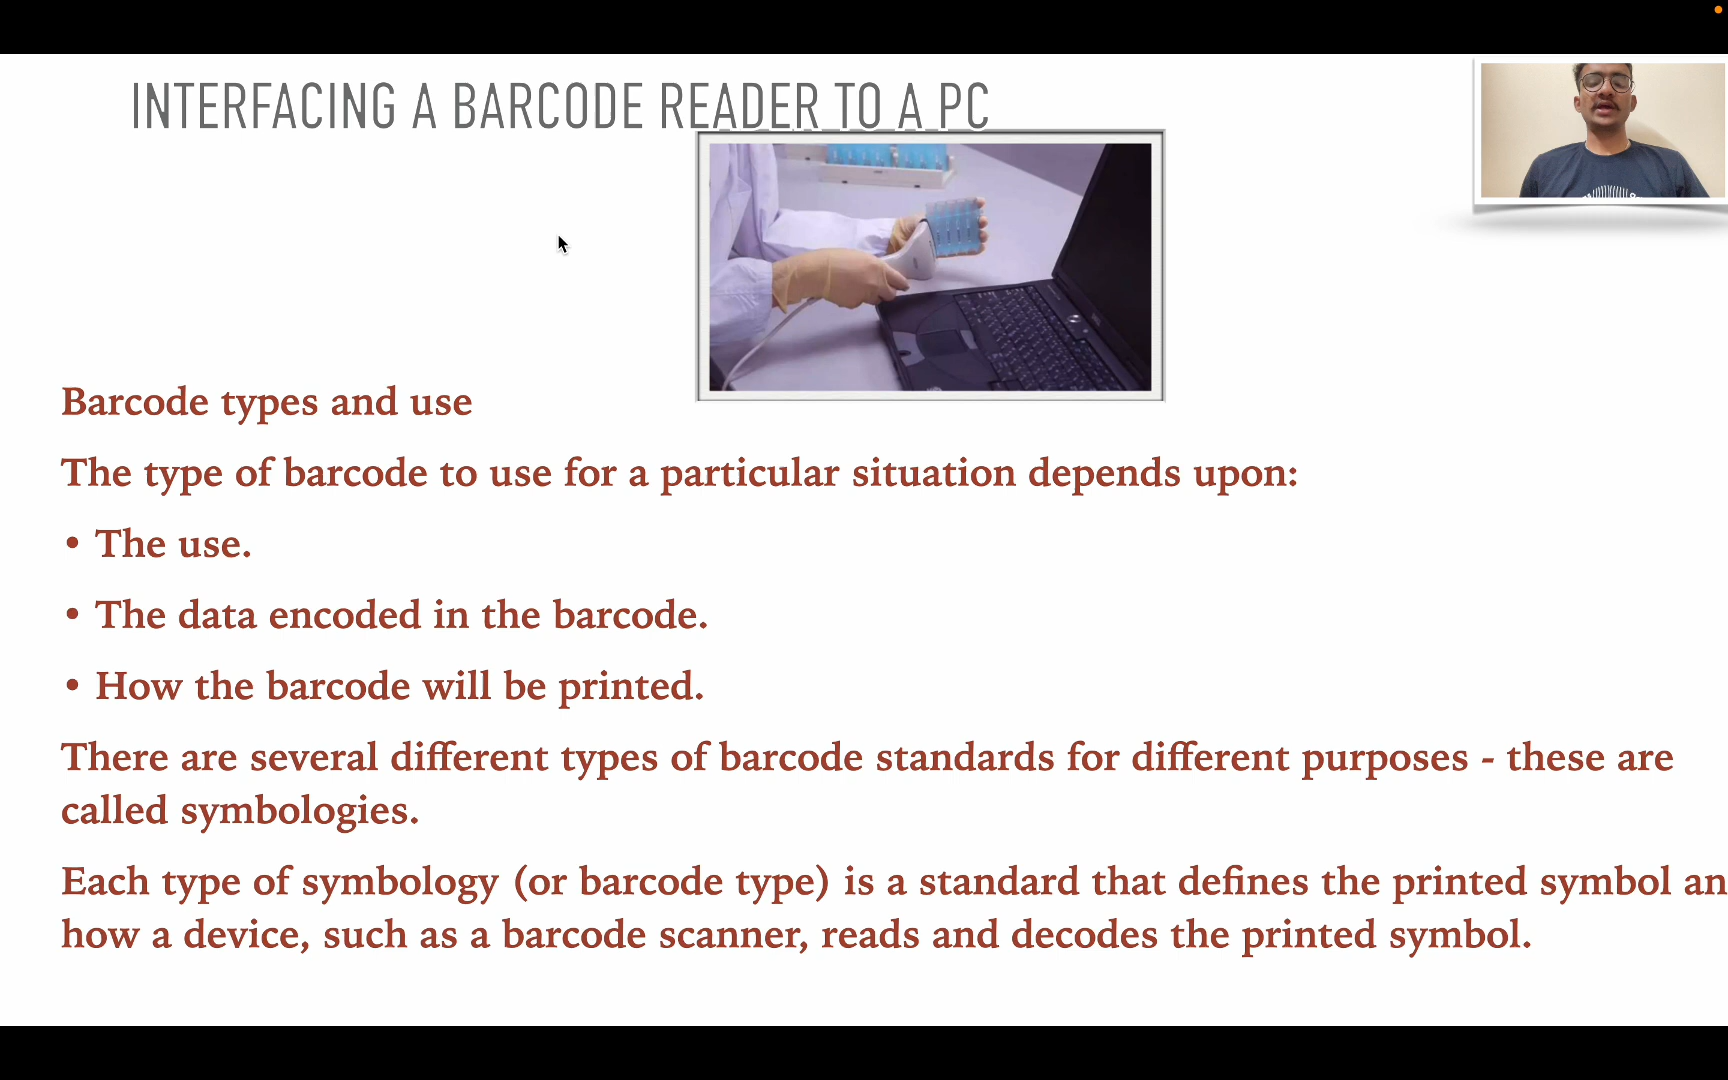 INTERFACING A BARCODE READER TO A PC
Barcode types and use
The type of barcode to use for a particular situation depends upon:
• The use.
• The data encoded in the barcode.
• How the barcode will be printed.
There are several different types of barcode standards for different purposes - these are
called symbologies.
Each type of symbology (or barcode type) is a standard that defines the printed symbol an
how a device, such as a barcode scanner, reads and decodes the printed symbol.